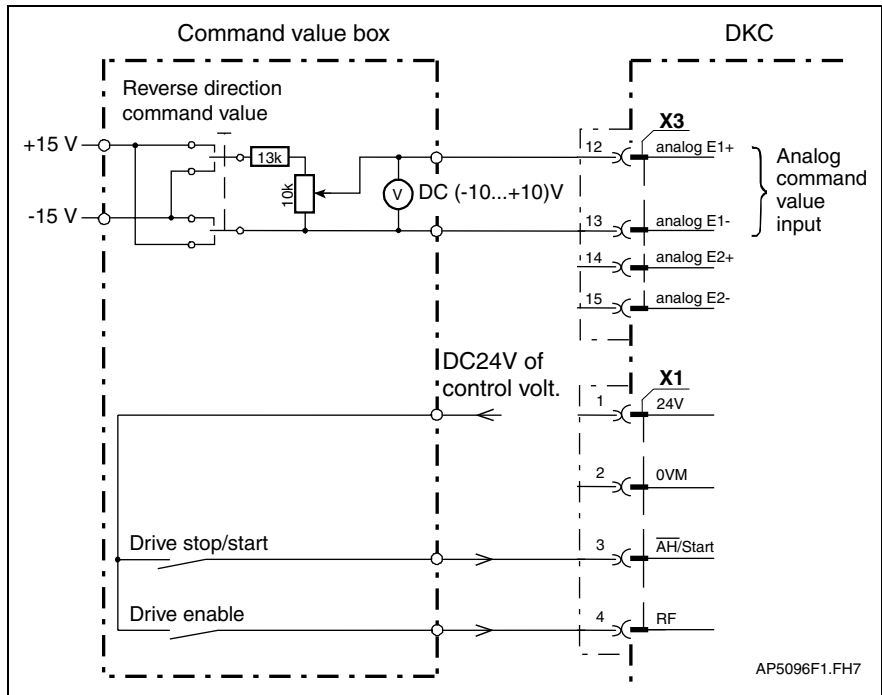 Command value box
DKC
Reverse direction
command value
+15 V
-15 V
13k
10k
V
DC (-10...+10)V
X3
12
analog E1+
13
analog E1-
14
analog E2+
15
analog E2-
Analog
command
value
input
DC24V of
control volt.
X1
1
24V
2
0VM
Drive stop/start
3
AH/Start
Drive enable
4
RF
AP5096F1.FH7